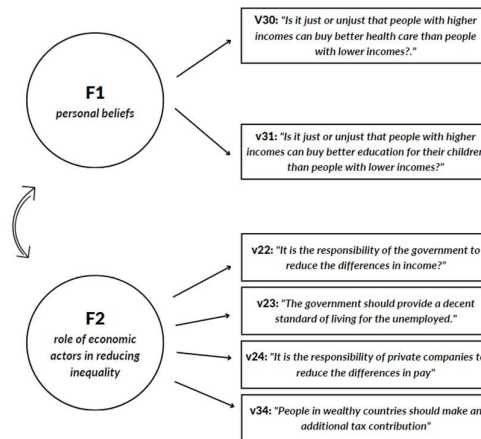 F1
personal beliefs
V30: "Is it just or unjust that people with higher
incomes can buy better health care than people
with lower incomes?."
v31: "Is it just or unjust that people with higher
incomes can buy better education for their children
than people with lower incomes?"
F2
role of economic
actors in reducing
inequality
v22: "It is the responsibility of the government to
reduce the differences in income?"
v23: "The government should provide a decent
standard of living for the unemployed."
v24: "It is the responsibility of private companies to
reduce the differences in pay"
v34: "People in wealthy countries should make an
additional tax contribution"